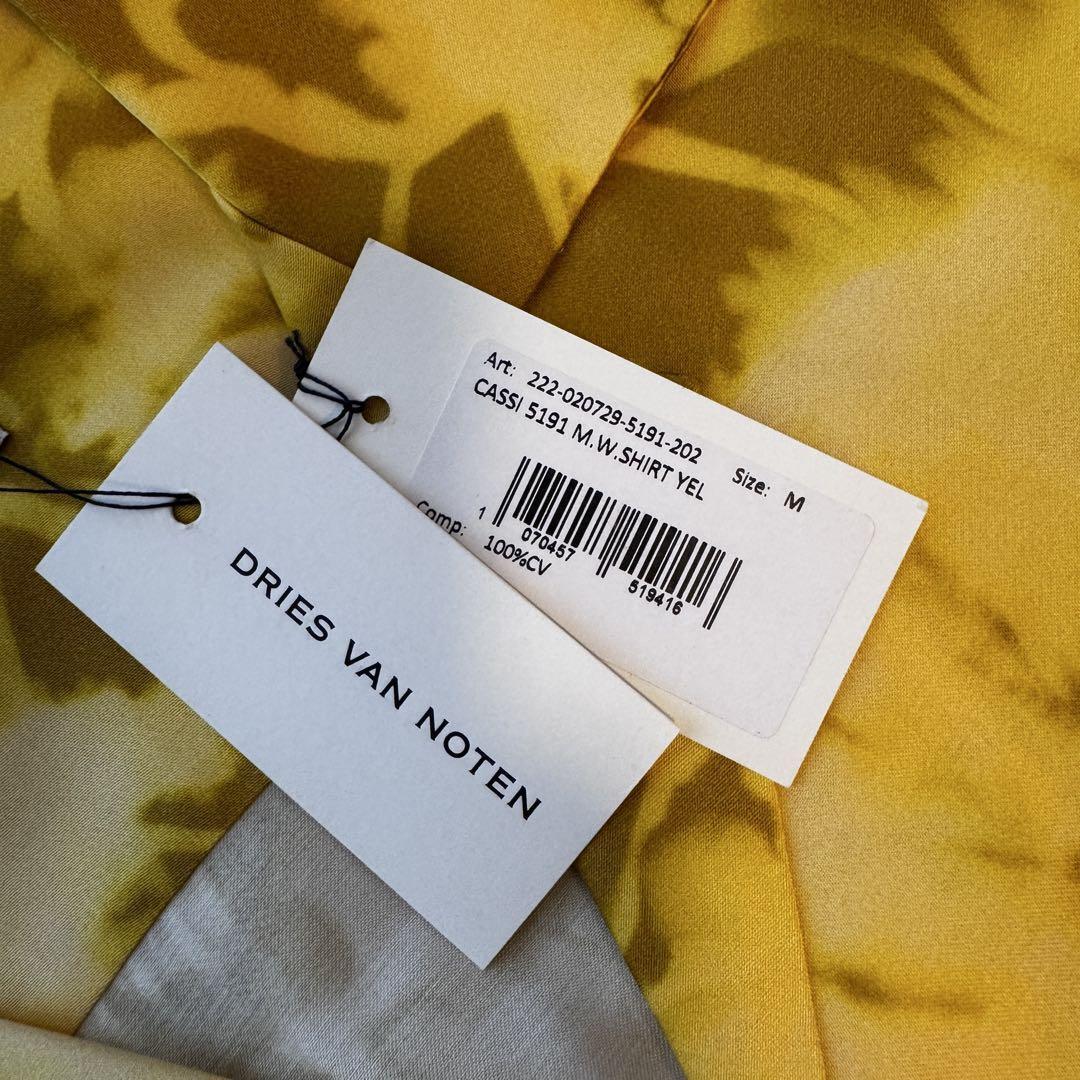 Art: 222-020729-5191-202
CASSI 5191 M.W.SHIRT YEL
Size: M
1 070457 519416
Comp: 100%CV
DRIES VAN NOTEN